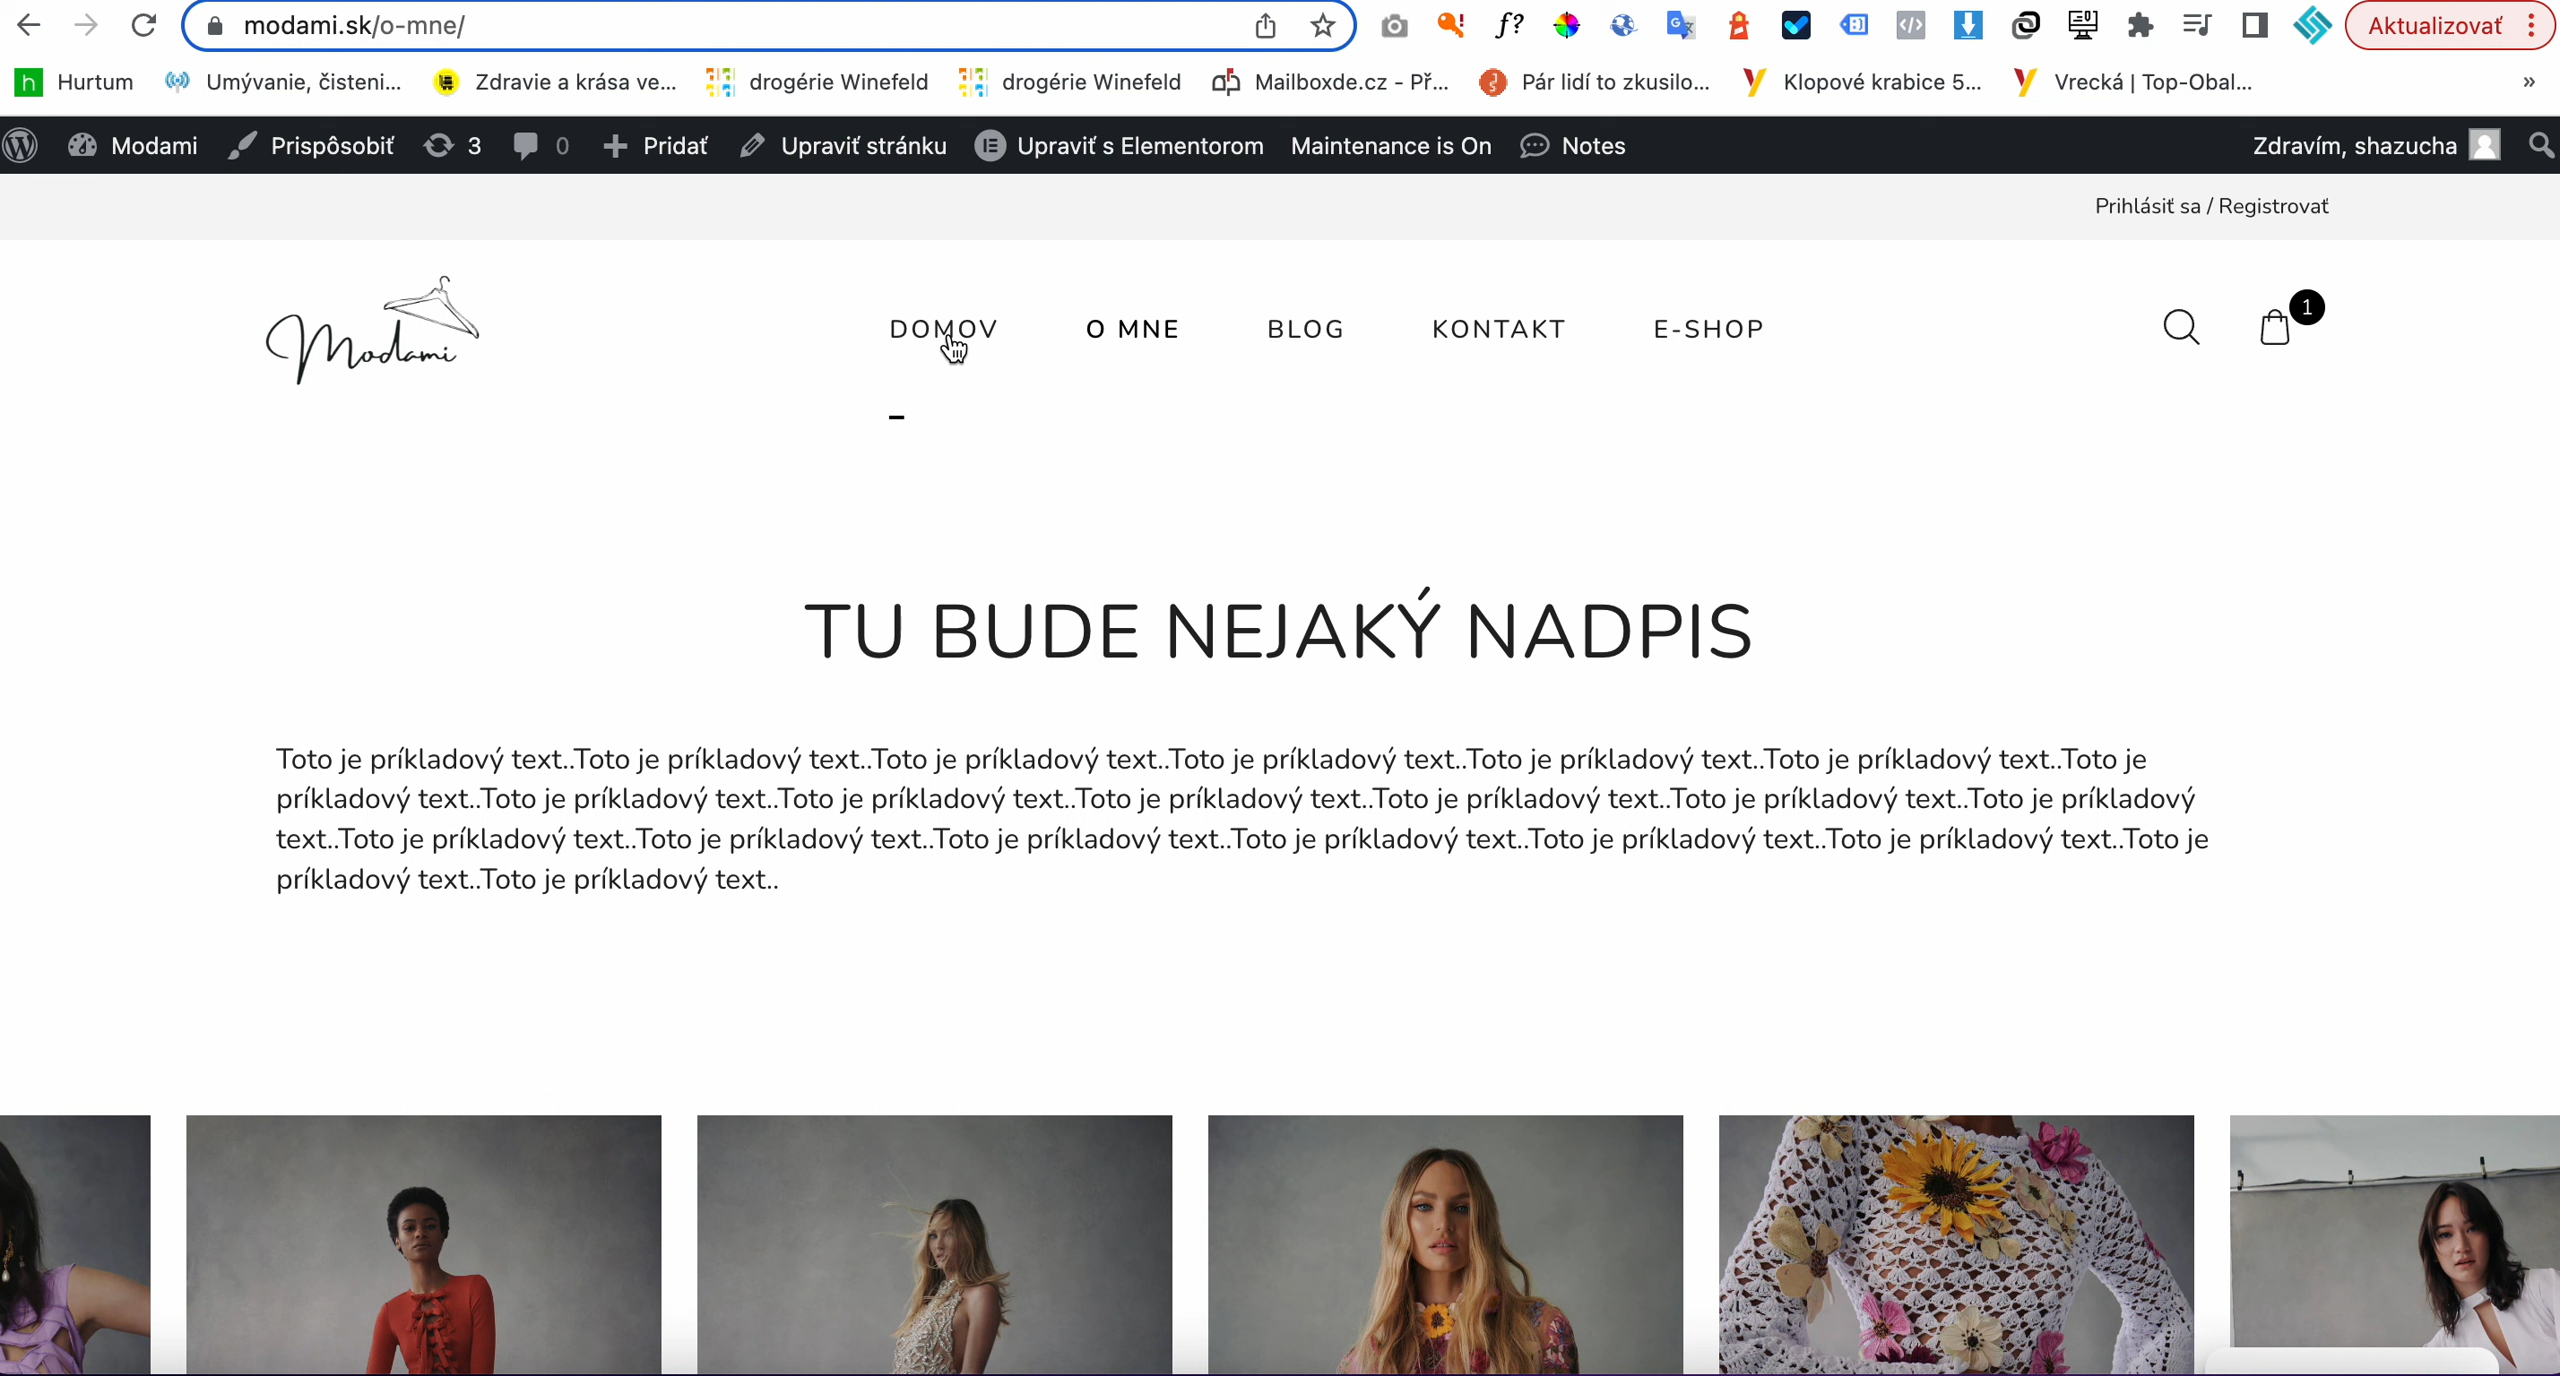 modami.sk/o-mne/
Aktualizovať
Hurtum
Umývanie, čisteni...
Zdravie a krása ve...
drogérie Winefeld
drogérie Winefeld
Mailboxde.cz - Př...
Pár lidí to zkusilo...
Klopové krabice 5...
Vrecká | Top-Obal...
»
Modami
Prispôsobiť
3
0
Pridať
Upraviť stránku
Upraviť s Elementorom
Maintenance is On
Notes
Zdravím, shazucha
Prihlásiť sa / Registrovať
Modami
DOMOV
O MNE
BLOG
KONTAKT
E-SHOP
1
TU BUDE NEJAKÝ NADPIS
Toto je príkladový text..Toto je príkladový text..Toto je príkladový text..Toto je príkladový text..Toto je príkladový text..Toto je príkladový text..Toto je
príkladový text..Toto je príkladový text..Toto je príkladový text..Toto je príkladový text..Toto je príkladový text..Toto je príkladový text..Toto je príkladový
text..Toto je príkladový text..Toto je príkladový text..Toto je príkladový text..Toto je príkladový text..Toto je príkladový text..Toto je príkladový text..Toto je
príkladový text..Toto je príkladový text..